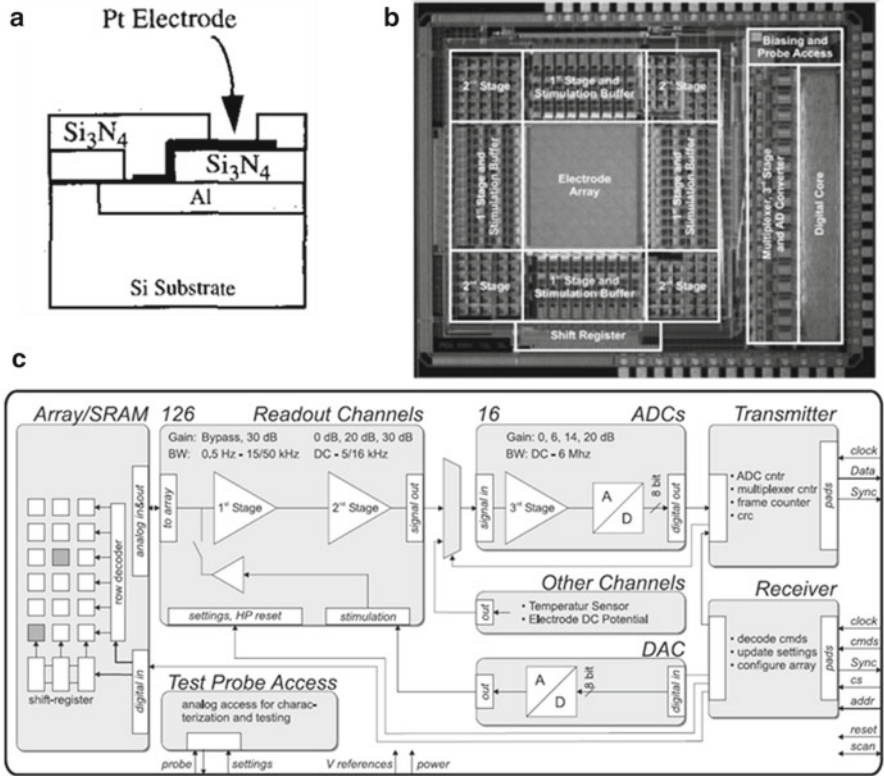 a
Pt Electrode
Si3N4
Si3N4
Al
Si Substrate
b
2nd Stage
1st Stage and
Stimulation Buffer
2nd Stage
Biasing and
Probe Access
1st Stage and
Stimulation Buffer
Electrode
Array
1st Stage and
Stimulation Buffer
Multiplexer, 3rd Stage
and AD Converter
Digital Core
2nd Stage
1st Stage and
Stimulation Buffer
2nd Stage
Shift Register
c
Array/SRAM
analog in&out
row decoder
shift-register
digital in
126 Readout Channels
Gain: Bypass, 30 dB 0 dB, 20 dB, 30 dB
BW: 0.5 Hz - 15/50 kHz DC - 5/16 kHz
to array
1st Stage
2nd Stage
signal out
settings, HP reset
stimulation
16 ADCs
Gain: 0, 6, 14, 20 dB
BW: DC - 6 Mhz
signal in
3rd Stage
A
D
8 bit
digital out
Transmitter
• ADC cntr
• multiplexer cntr
• frame counter
• crc
pads
clock
Data
Sync
Other Channels
out
• Temperatur Sensor
• Electrode DC Potential
Receiver
• decode cmds
• update settings
• configure array
pads
clock
cmds
Sync
cs
addr
reset
scan
DAC
out
A
D
8 bit
digital in
Test Probe Access
analog access for charac-
terization and testing
probe
settings
V references
power